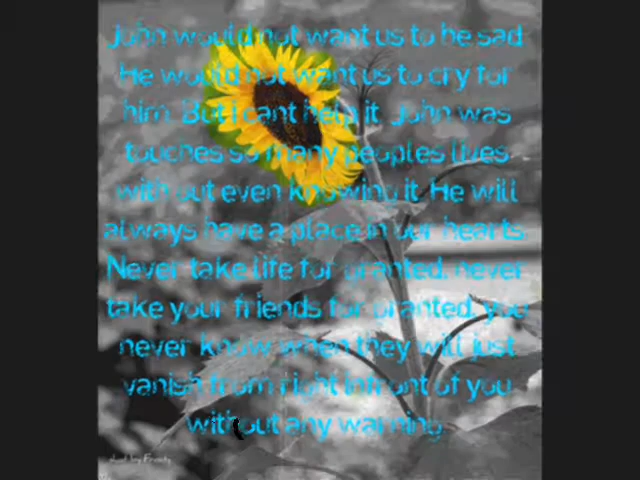 John would not want us to be sad
He would not want us to cry for
him. But i cant help it. John was
touches so many peoples lives
with out even knowing it. He will
always have a place in our hearts.
Never take life for granted. never
take your friends for granted. you
never know when they will just
vanish from right infront of you
without any warning.
by